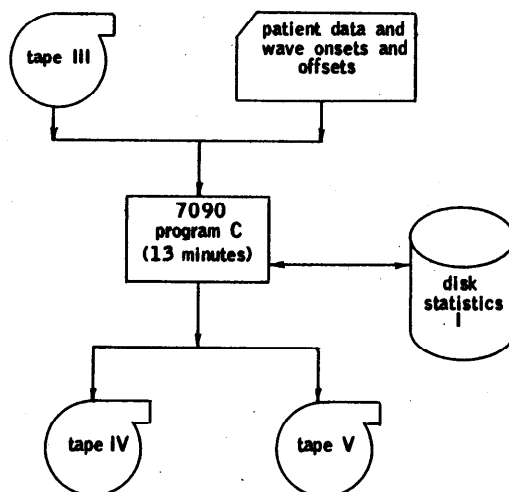 tape III
patient data and
wave onsets and
offsets
7090
program C
(13 minutes)
disk
statistics
I
tape IV
tape V